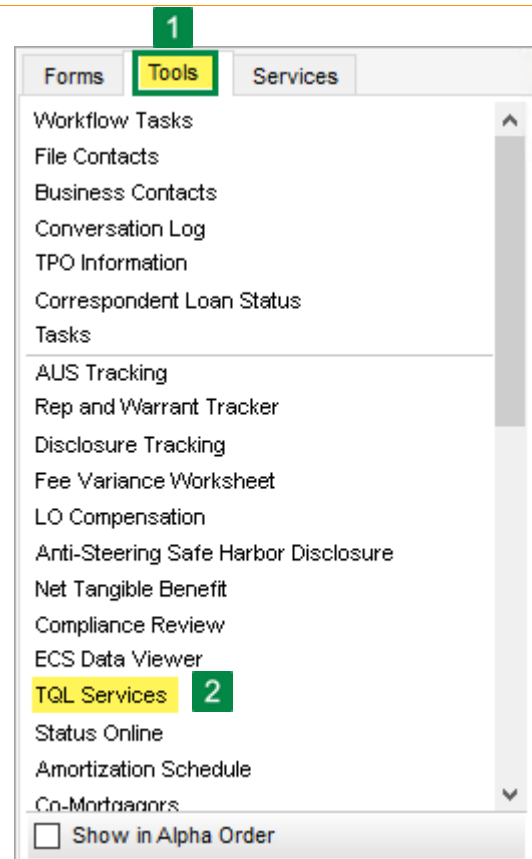 1
Forms Tools Services
Workflow Tasks
File Contacts
Business Contacts
Conversation Log
TPO Information
Correspondent Loan Status
Tasks
AUS Tracking
Rep and Warrant Tracker
Disclosure Tracking
Fee Variance Worksheet
LO Compensation
Anti-Steering Safe Harbor Disclosure
Net Tangible Benefit
Compliance Review
ECS Data Viewer
TQL Services 2
Status Online
Amortization Schedule
Co-Mortgagors
Show in Alpha Order